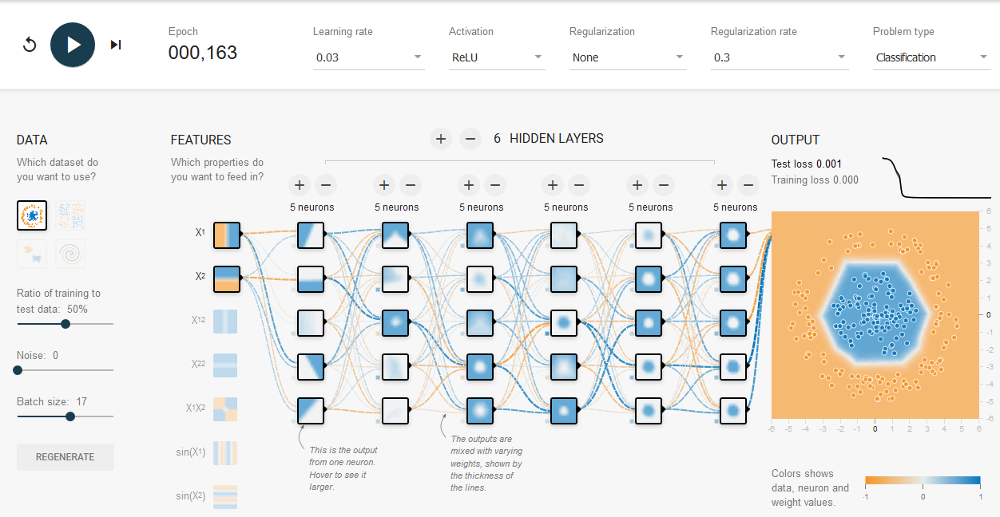 Epoch
000,163
Learning rate
0.03
Activation
ReLU
Regularization
None
Regularization rate
0.3
Problem type
Classification
DATA
Which dataset do
you want to use?
Ratio of training to
test data: 50%
Noise: 0
Batch size: 17
REGENERATE
FEATURES
Which properties do
you want to feed in?
X1
X2
X12
X22
X1X2
sin(X1)
sin(X2)
+ − 6 HIDDEN LAYERS
+ − + − + − + − + − + −
5 neurons 5 neurons 5 neurons 5 neurons 5 neurons 5 neurons
This is the output
from one neuron.
Hover to see it
larger.
The outputs are
mixed with varying
weights, shown by
the thickness of
the lines.
OUTPUT
Test loss 0.001
Training loss 0.000
6
5
4
3
2
1
0
-1
-2
-3
-4
-5
-6
-6 -5 -4 -3 -2 -1 0 1 2 3 4 5 6
Colors shows
data, neuron and
weight values.
-1 0 1